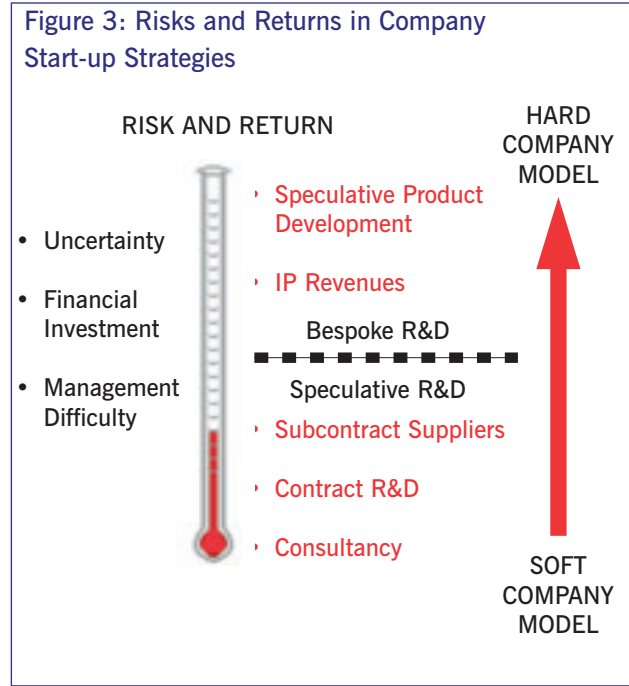 Figure 3: Risks and Returns in Company
Start-up Strategies
RISK AND RETURN
HARD
COMPANY
MODEL
• Uncertainty
• Financial
Investment
• Management
Difficulty
Speculative Product
Development
IP Revenues
Bespoke R&D
Speculative R&D
Subcontract Suppliers
Contract R&D
Consultancy
SOFT
COMPANY
MODEL